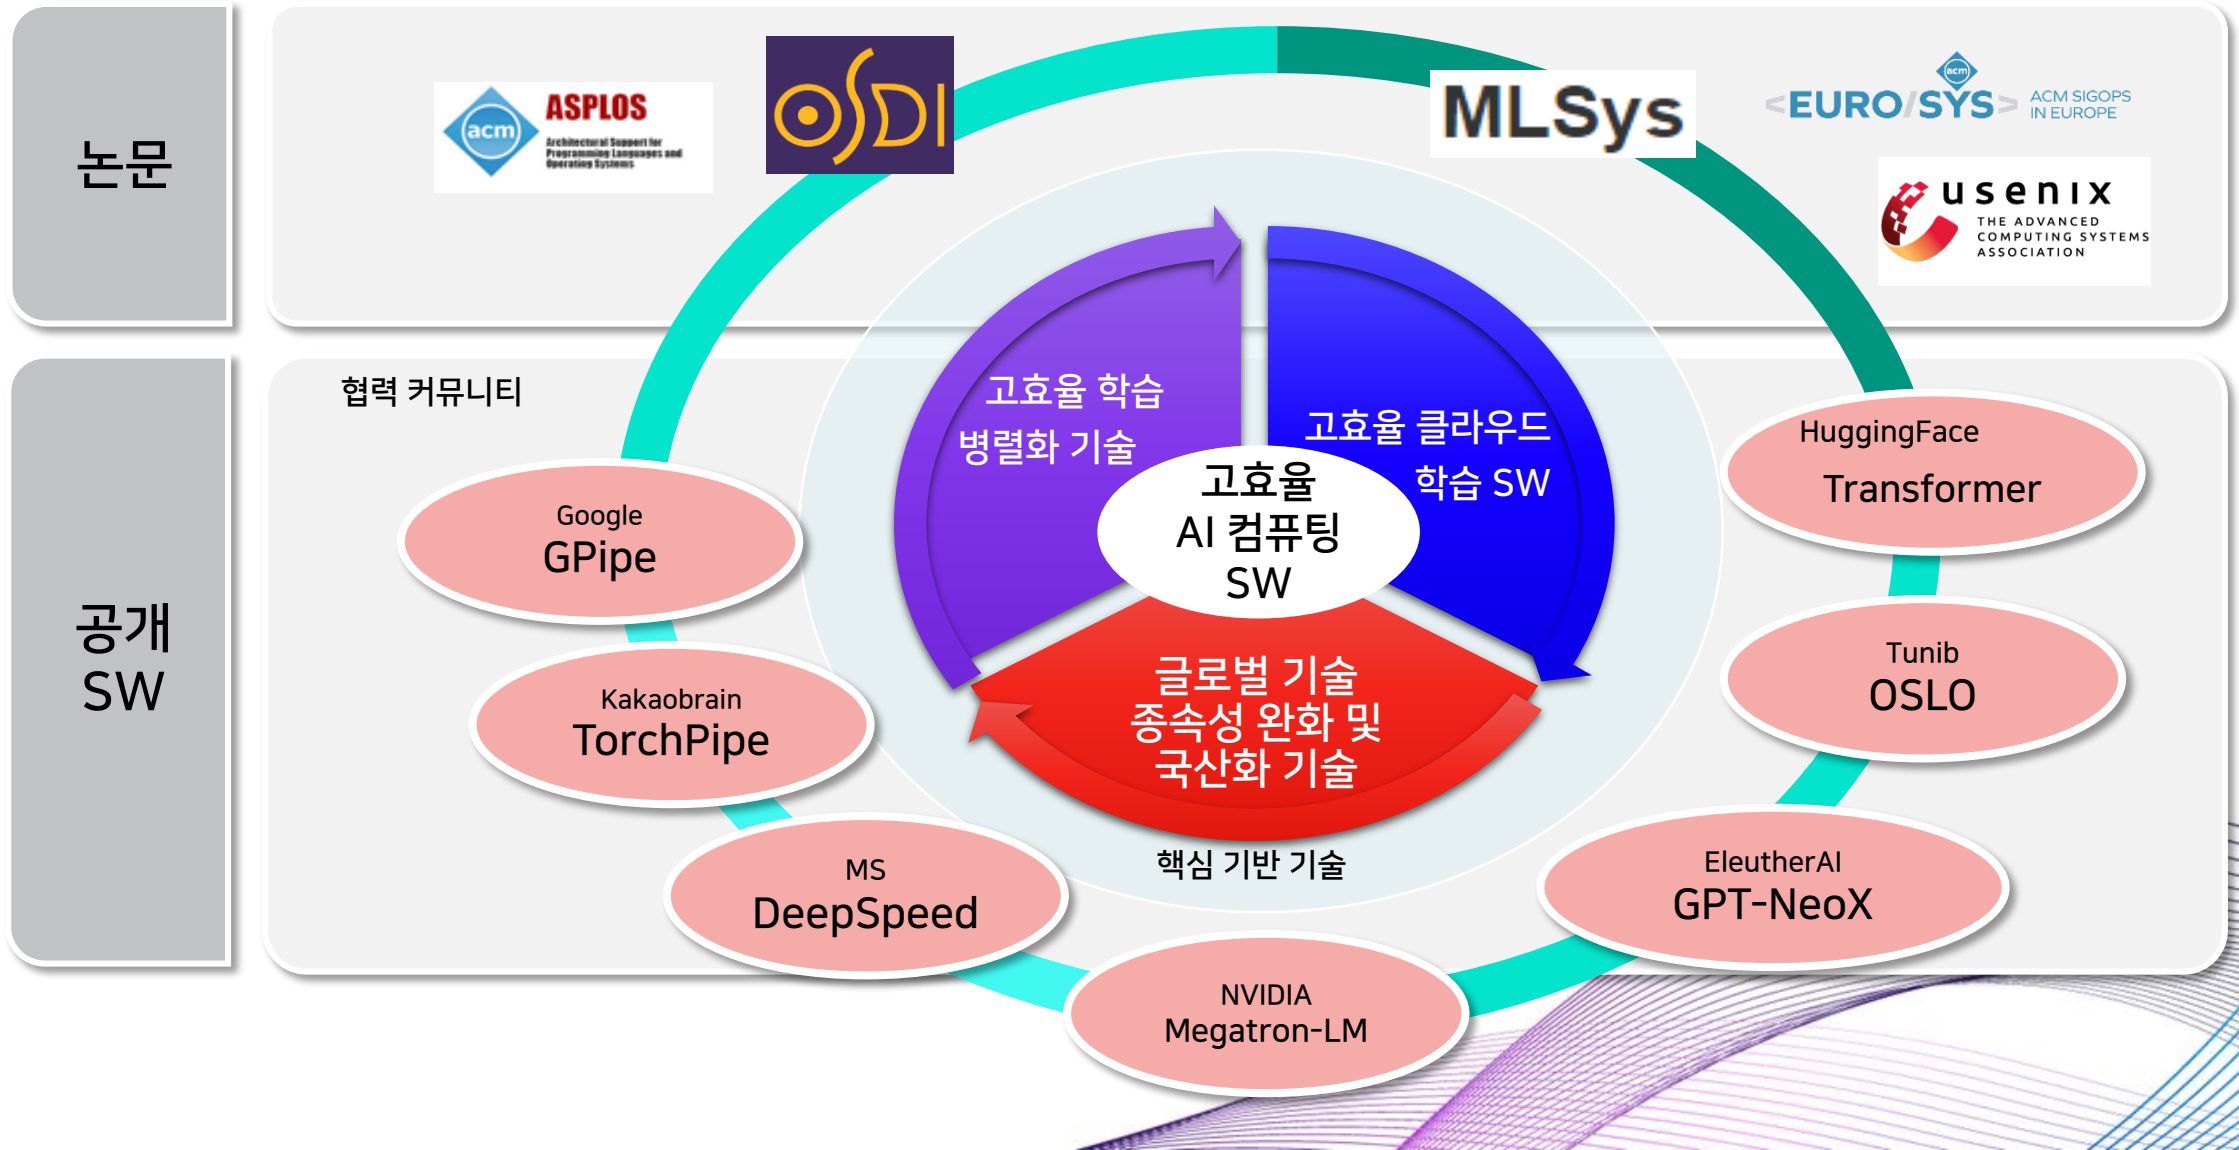 논문
acm
ASPLOS
Architectural Support for
Programming Languages and
Operating Systems
OSDI
MLSys
acm
<EURO/SYS>
ACM SIGOPS
IN EUROPE
usenix
THE ADVANCED
COMPUTING SYSTEMS
ASSOCIATION
공개
SW
협력 커뮤니티
고효율 학습
병렬화 기술
고효율 클라우드
학습 SW
고효율
AI 컴퓨팅
SW
글로벌 기술
종속성 완화 및
국산화 기술
핵심 기반 기술
Google
GPipe
Kakaobrain
TorchPipe
MS
DeepSpeed
NVIDIA
Megatron-LM
EleutherAI
GPT-NeoX
Tunib
OSLO
HuggingFace
Transformer